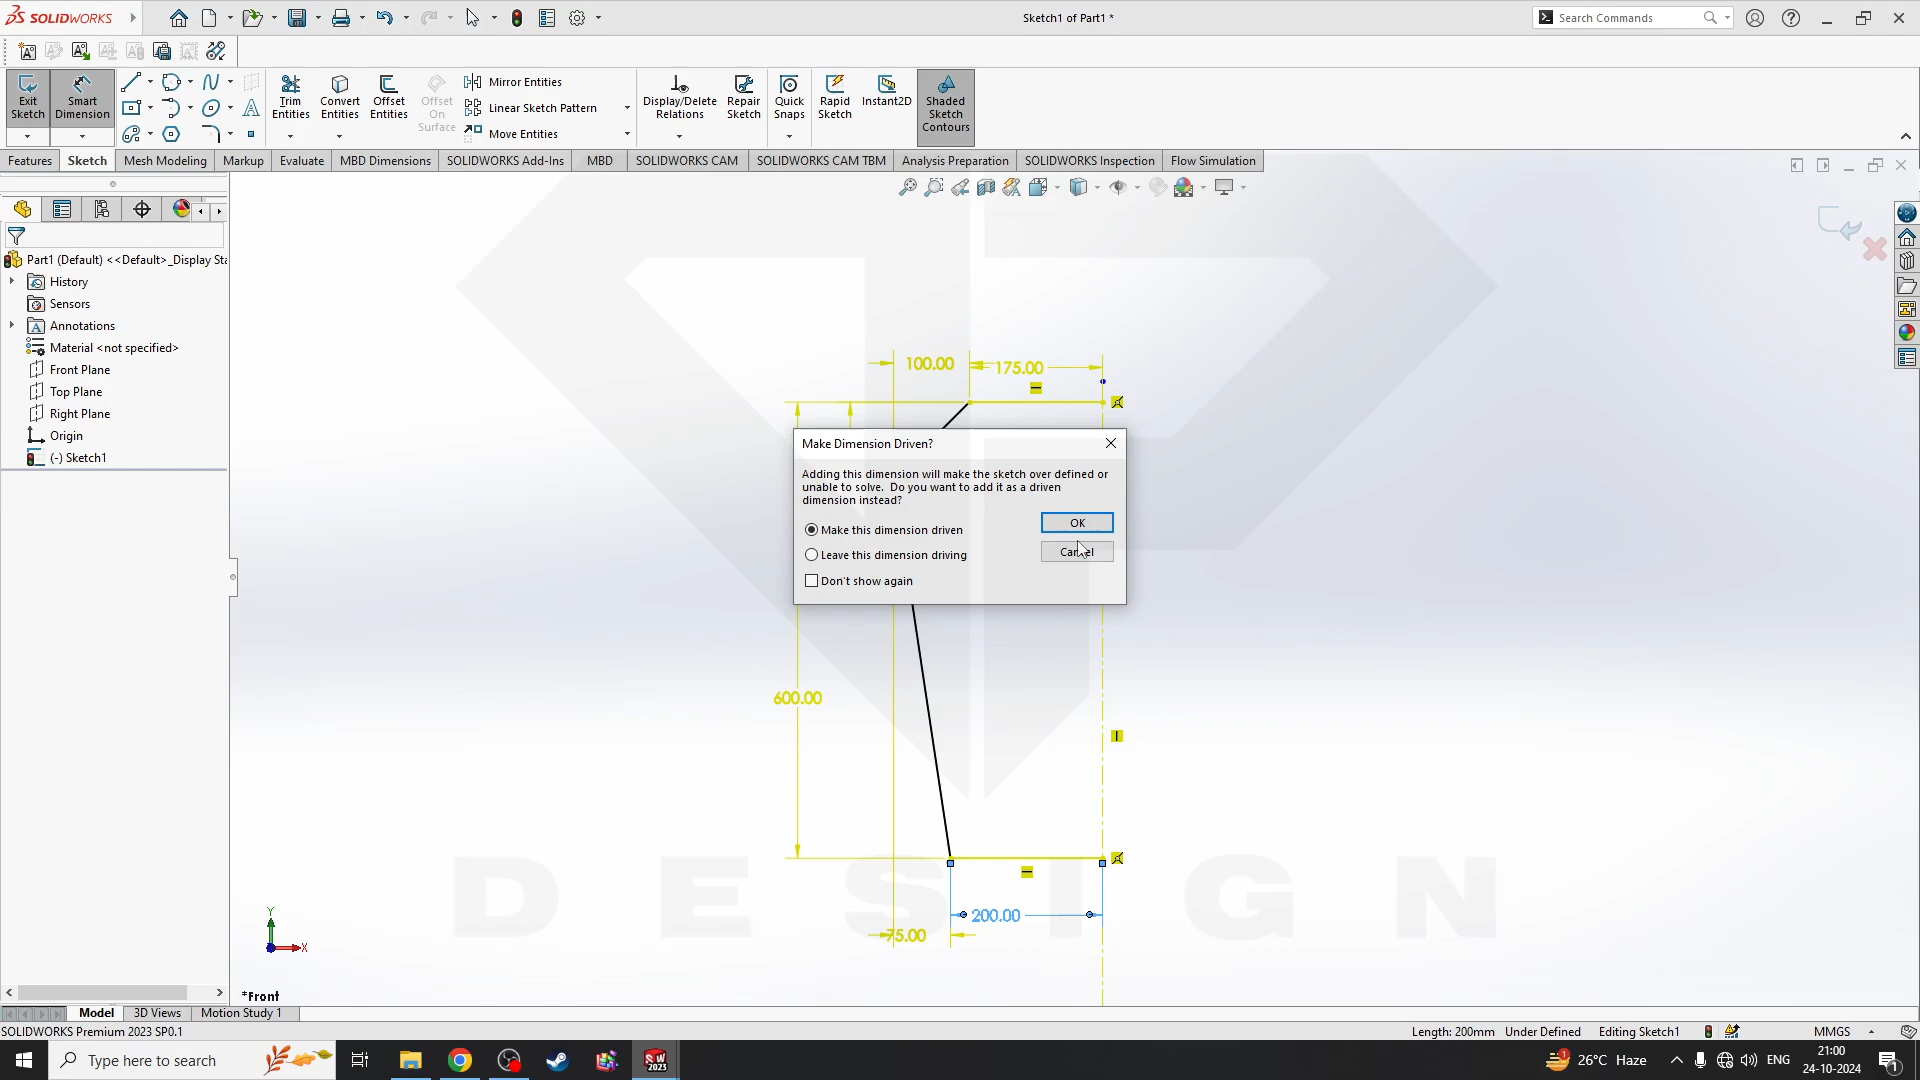 SOLIDWORKS
Sketch1 of Part1 *
Search Commands
Exit Sketch
Smart Dimension
Trim Entities
Convert Entities
Offset Entities
Offset On Surface
Mirror Entities
Linear Sketch Pattern
Move Entities
Display/Delete Relations
Repair Sketch
Quick Snaps
Rapid Sketch
Instant2D
Shaded Sketch Contours
Features
Sketch
Mesh Modeling
Markup
Evaluate
MBD Dimensions
SOLIDWORKS Add-Ins
MBD
SOLIDWORKS CAM
SOLIDWORKS CAM TBM
Analysis Preparation
SOLIDWORKS Inspection
Flow Simulation
Part1 (Default) <<Default>_Display Sta
History
Sensors
Annotations
Material <not specified>
Front Plane
Top Plane
Right Plane
Origin
(-) Sketch1
100.00
175.00
Make Dimension Driven?
Adding this dimension will make the sketch over defined or
unable to solve. Do you want to add it as a driven
dimension instead?
Make this dimension driven
OK
Leave this dimension driving
Cancel
Don't show again
600.00
200.00
75.00
DESIGN
Y
X
*Front
Model
3D Views
Motion Study 1
SOLIDWORKS Premium 2023 SP0.1
Length: 200mm
Under Defined
Editing Sketch1
MMGS
Type here to search
26°C Haze
ENG
21:00
24-10-2024
1